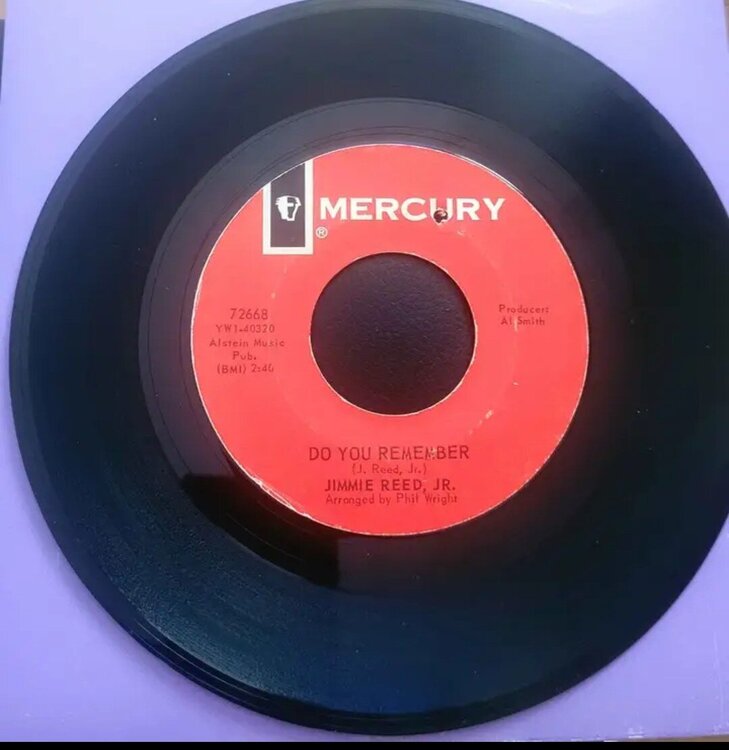 MERCURY
®
72668
YW1-40320
Alstein Music
Pub.
(BMI) 2:46
Producer:
Al Smith
DO YOU REMEMBER
(J. Reed, Jr.)
JIMMIE REED, JR.
Arranged by Phil Wright